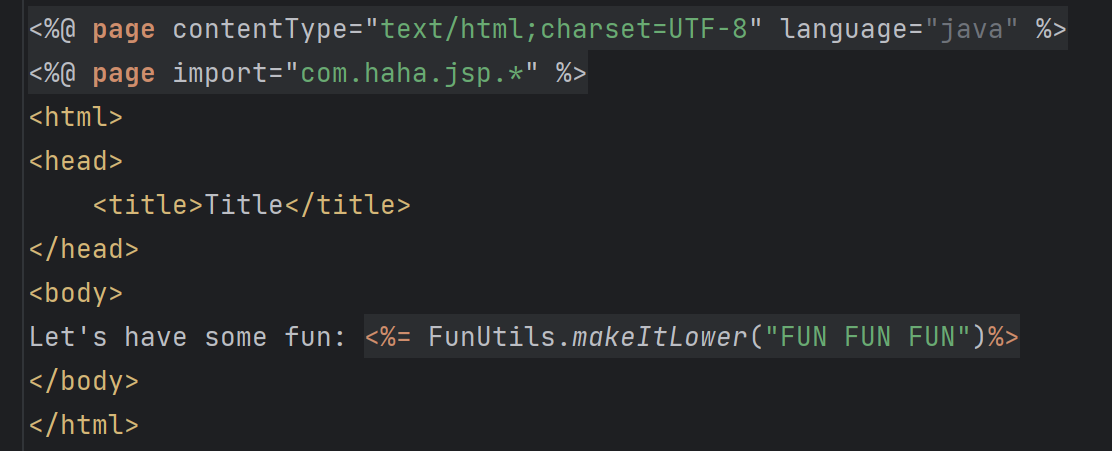 <%@ page contentType="text/html;charset=UTF-8" language="java" %>
<%@ page import="com.haha.jsp.*" %>
<html>
<head>
    <title>Title</title>
</head>
<body>
Let's have some fun: <%= FunUtils.makeItLower("FUN FUN FUN")%>
</body>
</html>